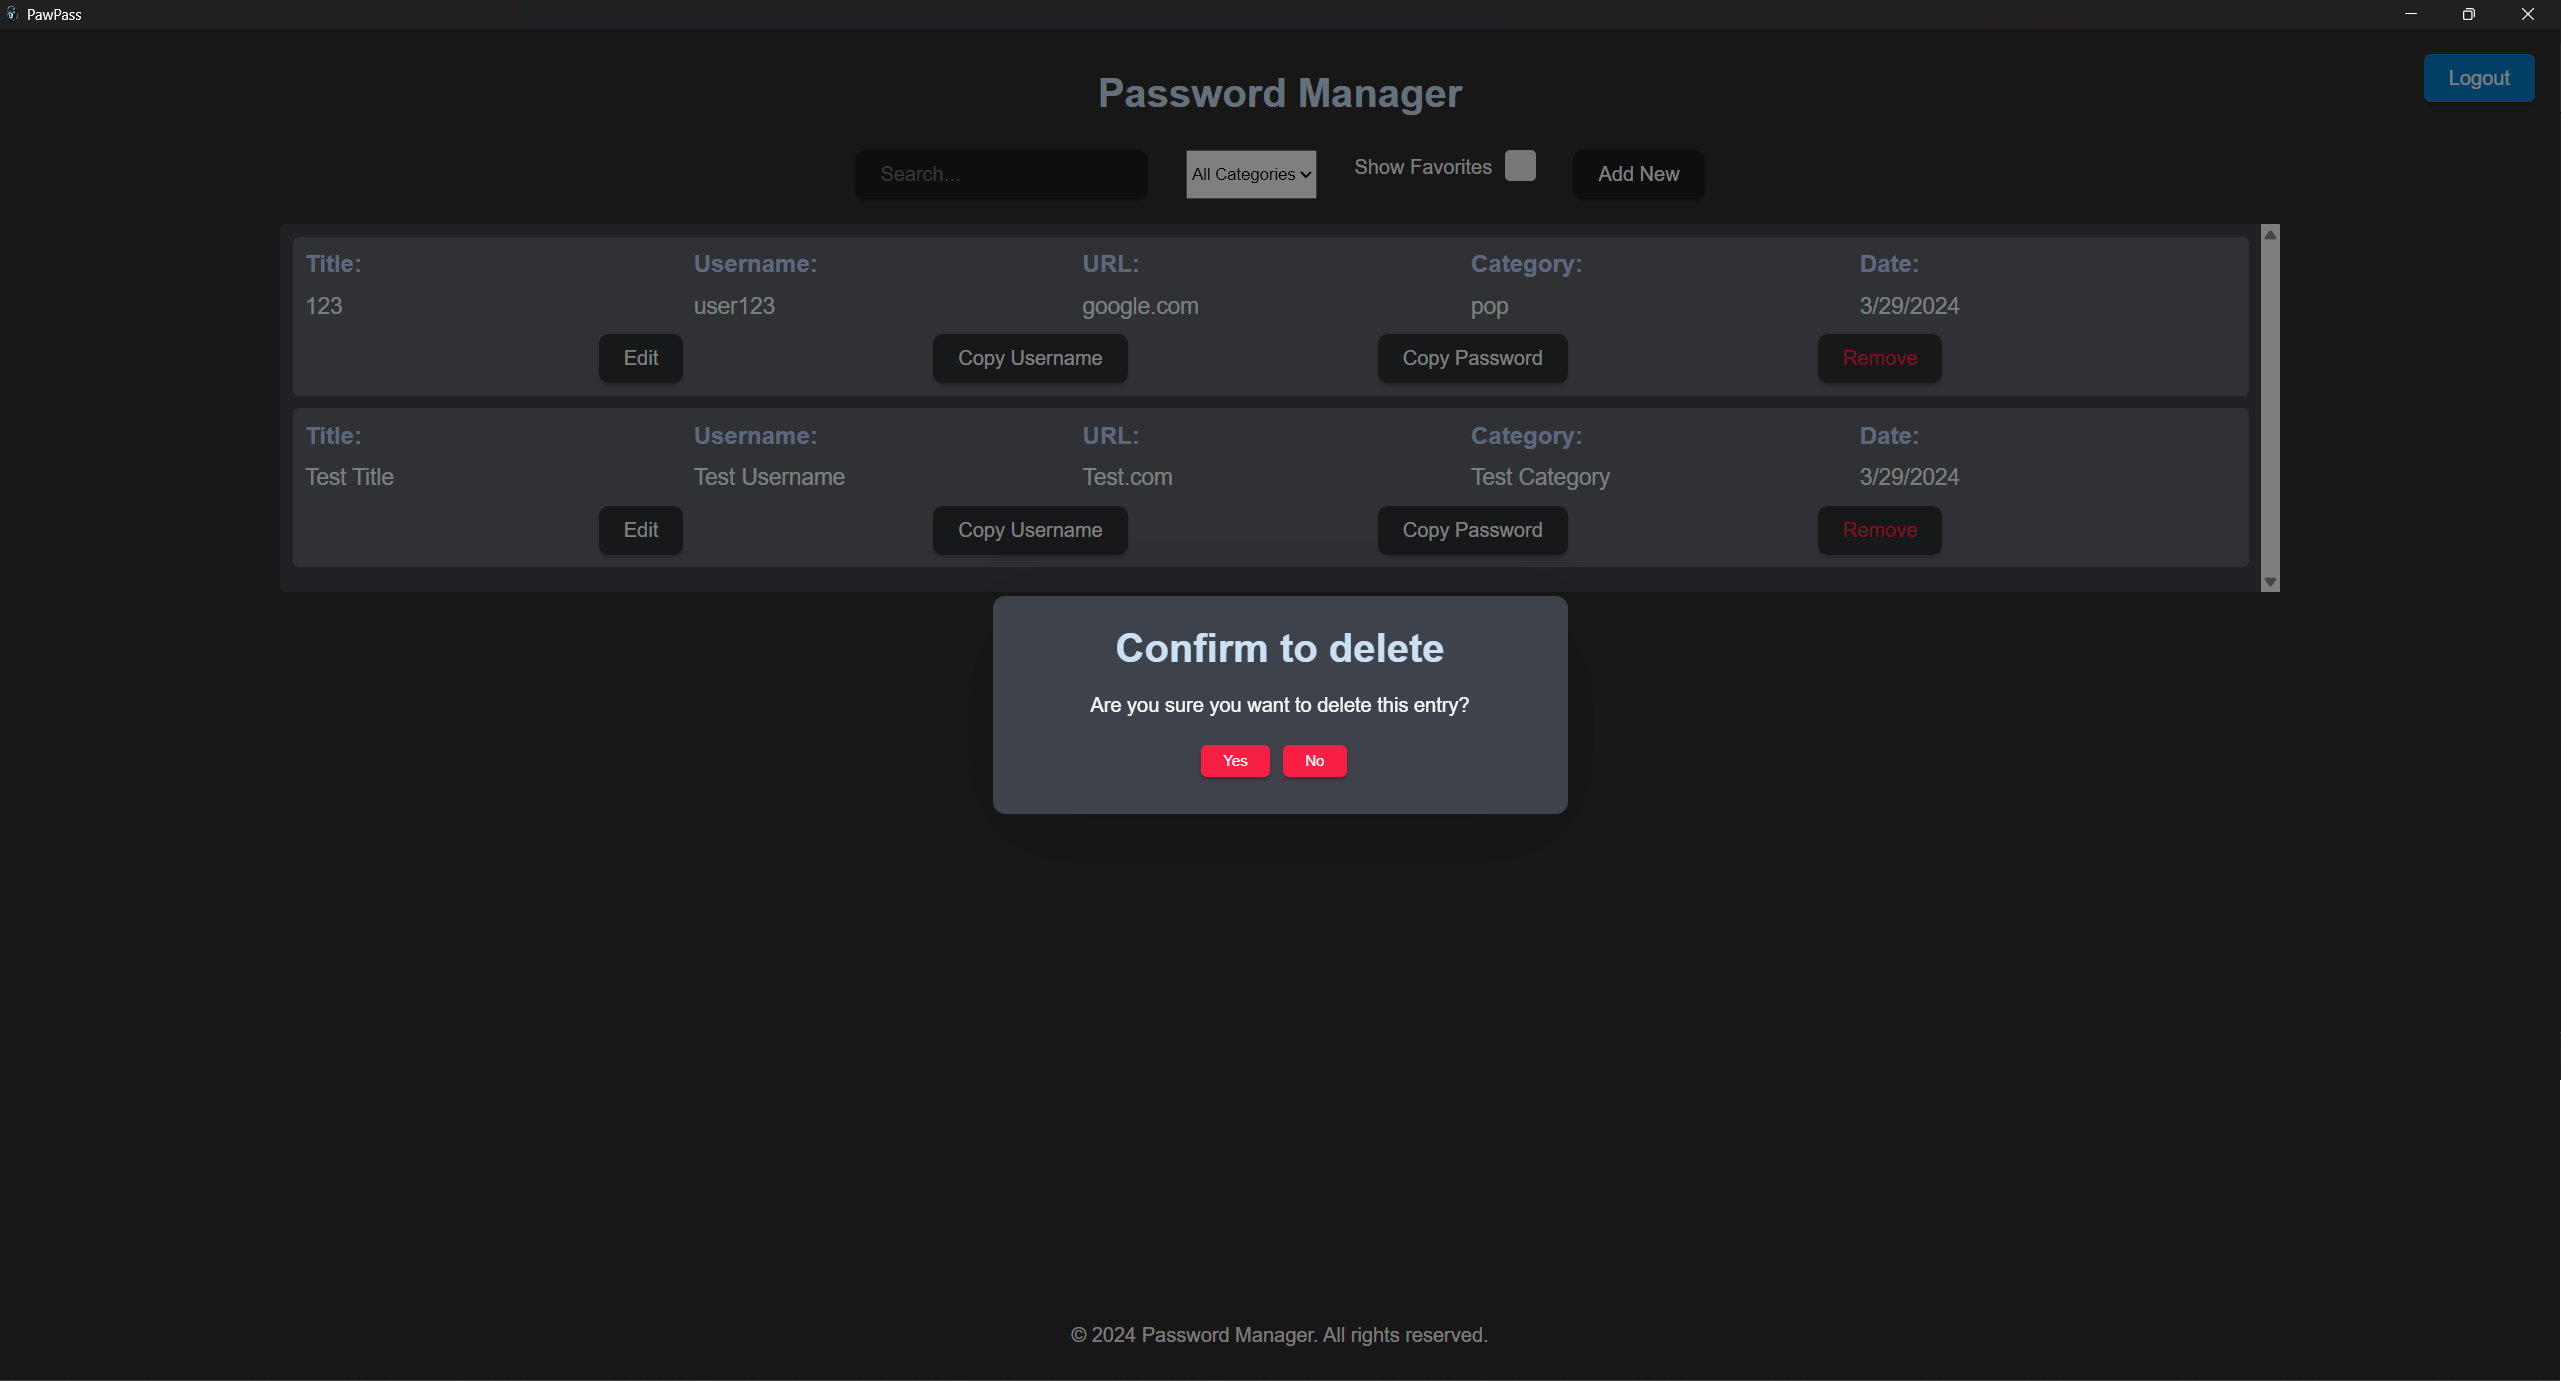 PawPass
Password Manager
Logout
Search...
All Categories
Show Favorites
Add New
Title: Username: URL: Category: Date:
123 user123 google.com pop 3/29/2024
Edit Copy Username Copy Password Remove
Title: Username: URL: Category: Date:
Test Title Test Username Test.com Test Category 3/29/2024
Edit Copy Username Copy Password Remove
Confirm to delete
Are you sure you want to delete this entry?
Yes No
© 2024 Password Manager. All rights reserved.